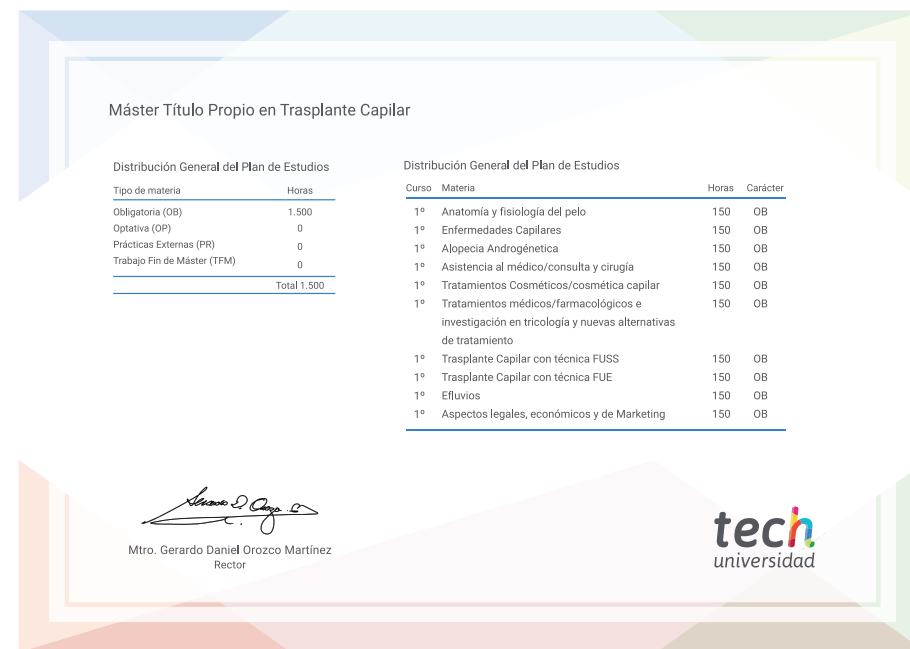 Máster Título Propio en Trasplante Capilar
Distribución General del Plan de Estudios
Tipo de materia Horas
Obligatoria (OB) 1.500
Optativa (OP) 0
Prácticas Externas (PR) 0
Trabajo Fin de Máster (TFM) 0
Total 1.500
Distribución General del Plan de Estudios
Curso Materia Horas Carácter
1º Anatomía y fisiología del pelo 150 OB
1º Enfermedades Capilares 150 OB
1º Alopecia Androgénetica 150 OB
1º Asistencia al médico/consulta y cirugía 150 OB
1º Tratamientos Cosméticos/cosmética capilar 150 OB
1º Tratamientos médicos/farmacológicos e 150 OB
investigación en tricología y nuevas alternativas
de tratamiento
1º Trasplante Capilar con técnica FUSS 150 OB
1º Trasplante Capilar con técnica FUE 150 OB
1º Efluvios 150 OB
1º Aspectos legales, económicos y de Marketing 150 OB
Mtro. Gerardo Daniel Orozco Martínez
Rector
tech
universidad